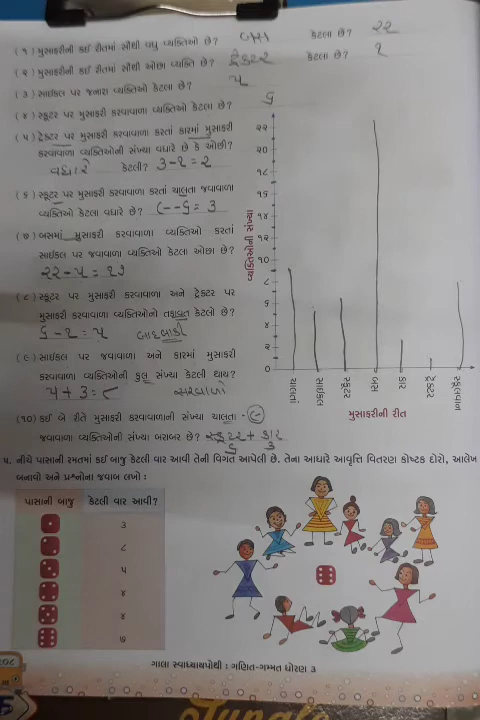 (૧) મુસાફરીની કઈ રીતમાં સૌથી વધુ વ્યક્તિઓ છે? બસ કેટલા છે? ૨૨
(૨) મુસાફરીની કઈ રીતમાં સૌથી ઓછા વ્યક્તિ છે? ટ્રેક્ટર કેટલા છે? ૧
(૩) સાઇકલ પર જનારા વ્યક્તિઓ કેટલા છે? ૫
(૪) સ્કૂટર પર મુસાફરી કરવાવાળા વ્યક્તિઓ કેટલા છે? ૬
(૫) ટ્રેક્ટર પર મુસાફરી કરવાવાળા કરતાં કારમાં મુસાફરી
કરવાવાળા વ્યક્તિઓની સંખ્યા વધારે છે કે ઓછી?
વધારે કેટલી? ૩-૧=૨
(૬) સ્કૂટર પર મુસાફરી કરવાવાળા કરતાં ચાલતા જવાવાળા
વ્યક્તિઓ કેટલા વધારે છે? ૯-૬=૩
(૭) બસમાં મુસાફરી કરવાવાળા વ્યક્તિઓ કરતાં
સાઈકલ પર જવાવાળા વ્યક્તિઓ કેટલા ઓછા છે?
૨૨-૫=૧૭
(૮) સ્કૂટર પર મુસાફરી કરવાવાળા અને ટ્રેક્ટર પર
મુસાફરી કરવાવાળા વ્યક્તિઓનો તફાવત કેટલો છે?
૬-૧=૫ બાદબાકી
(૯) સાઇકલ પર જવાવાળા અને કારમાં મુસાફરી
કરવાવાળા વ્યક્તિઓની કુલ સંખ્યા કેટલી થાય?
૫+૩=૮ સરવાળો
(૧૦) કઈ બે રીતે મુસાફરી કરવાવાળાની સંખ્યા ચાલતા - ૯
જવાવાળા વ્યક્તિઓની સંખ્યા બરાબર છે? સ્કૂટર + કાર
૬ ૩
વ્યક્તિઓની સંખ્યા
૨૨
૨૦
૧૮
૧૬
૧૪
૧૨
૧૦
૮
૬
૪
૨
૦
ચાલતાં
સાઇકલ
સ્કૂટર
બસ
કાર
ટ્રેક્ટર
સ્કૂલવાન
મુસાફરીની રીત
૫. નીચે પાસાની રમતમાં કઈ બાજુ કેટલી વાર આવી તેની વિગત આપેલી છે. તેના આધારે આવૃત્તિ વિતરણ કોષ્ટક દોરો, આલેખ
બનાવો અને પ્રશ્નોના જવાબ લખો :
પાસાની બાજુ કેટલી વાર આવી?
૩
૮
૫
૪
૪
૭
ગાલા સ્વાધ્યાયપોથી : ગણિત-ગમ્મત ધોરણ ૩